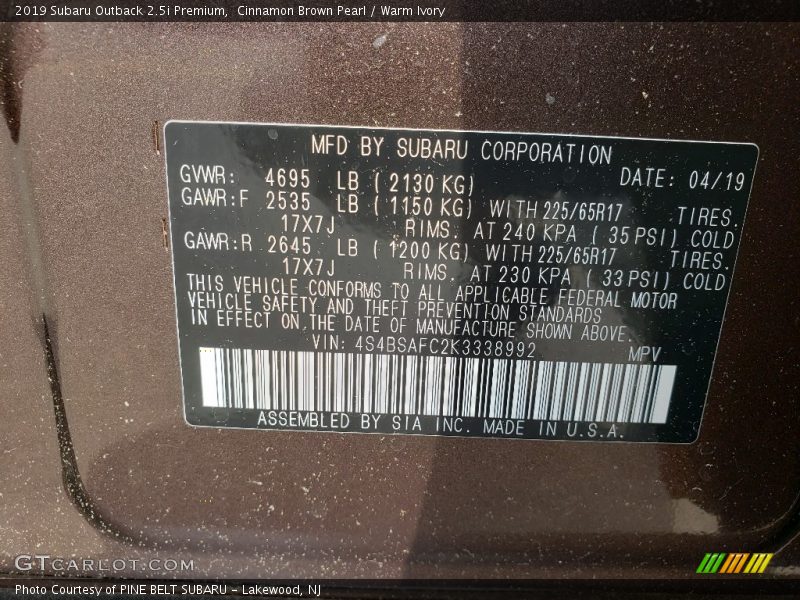 2019 Subaru Outback 2.5i Premium,  Cinnamon Brown Pearl / Warm Ivory
MFD BY SUBARU CORPORATION
GVWR: 4695 LB (2130 KG) DATE: 04/19
GAWR:F 2535 LB (1150 KG) WITH 225/65R17 TIRES.
17X7J RIMS. AT 240 KPA (35 PSI) COLD
GAWR:R 2645 LB (1200 KG) WITH 225/65R17 TIRES.
17X7J RIMS. AT 230 KPA (33 PSI) COLD
THIS VEHICLE CONFORMS TO ALL APPLICABLE FEDERAL MOTOR
VEHICLE SAFETY AND THEFT PREVENTION STANDARDS
IN EFFECT ON THE DATE OF MANUFACTURE SHOWN ABOVE.
VIN: 4S4BSAFC2K3338992 MPV
ASSEMBLED BY SIA INC. MADE IN U.S.A.
GTCARLOT.COM
Photo Courtesy of PINE BELT SUBARU - Lakewood, NJ